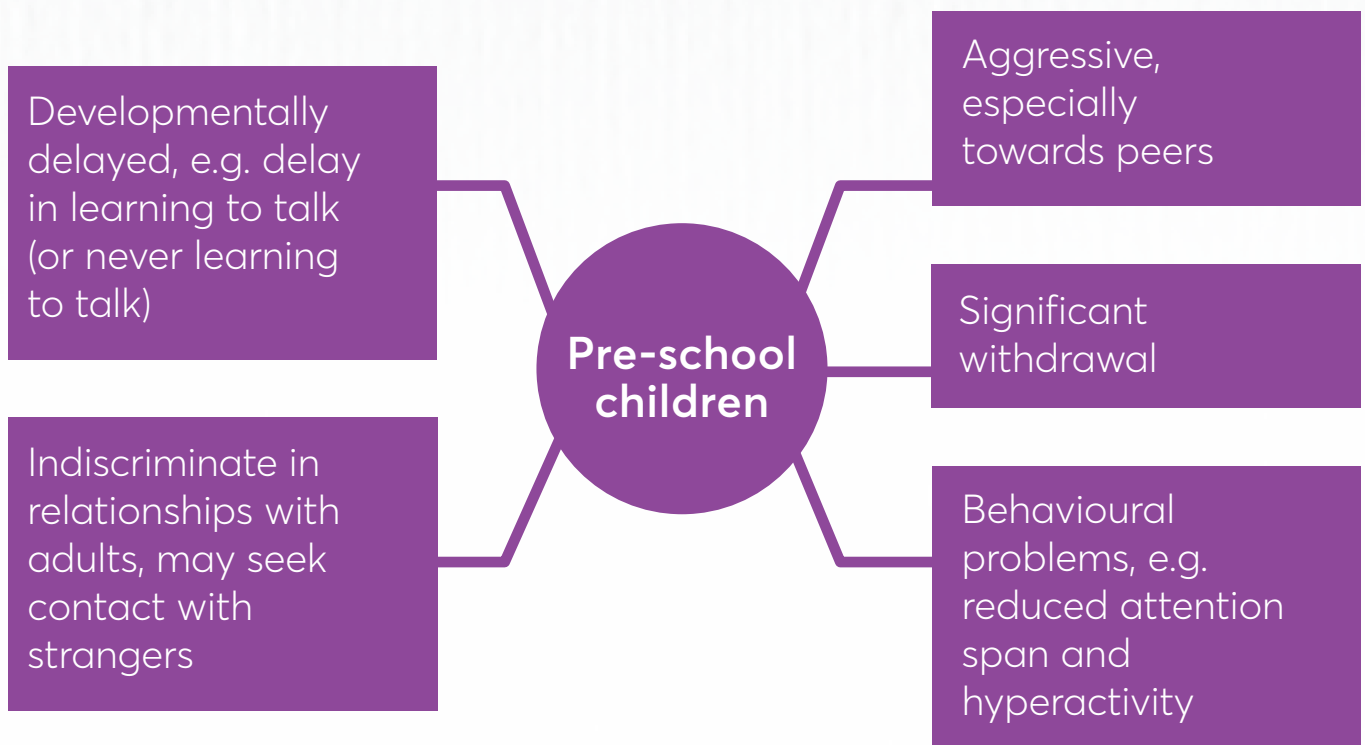 Developmentally
delayed, e.g. delay
in learning to talk
(or never learning
to talk)
Indiscriminate in
relationships with
adults, may seek
contact with
strangers
Pre-school
children
Aggressive,
especially
towards peers
Significant
withdrawal
Behavioural
problems, e.g.
reduced attention
span and
hyperactivity